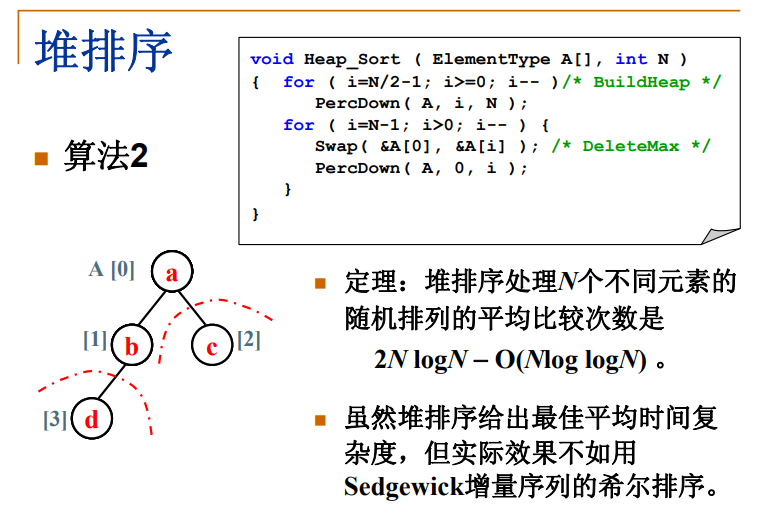 堆排序
void Heap_Sort ( ElementType A[], int N )
{ for ( i=N/2-1; i>=0; i-- )/* BuildHeap */
PercDown( A, i, N );
for ( i=N-1; i>0; i-- ) {
Swap( &A[0], &A[i] ); /* DeleteMax */
PercDown( A, 0, i );
}
}
算法2
A [0] a
[1] b c [2]
[3] d
定理：堆排序处理N个不同元素的
随机排列的平均比较次数是
2N logN – O(Nlog logN) 。
虽然堆排序给出最佳平均时间复
杂度，但实际效果不如用
Sedgewick增量序列的希尔排序。